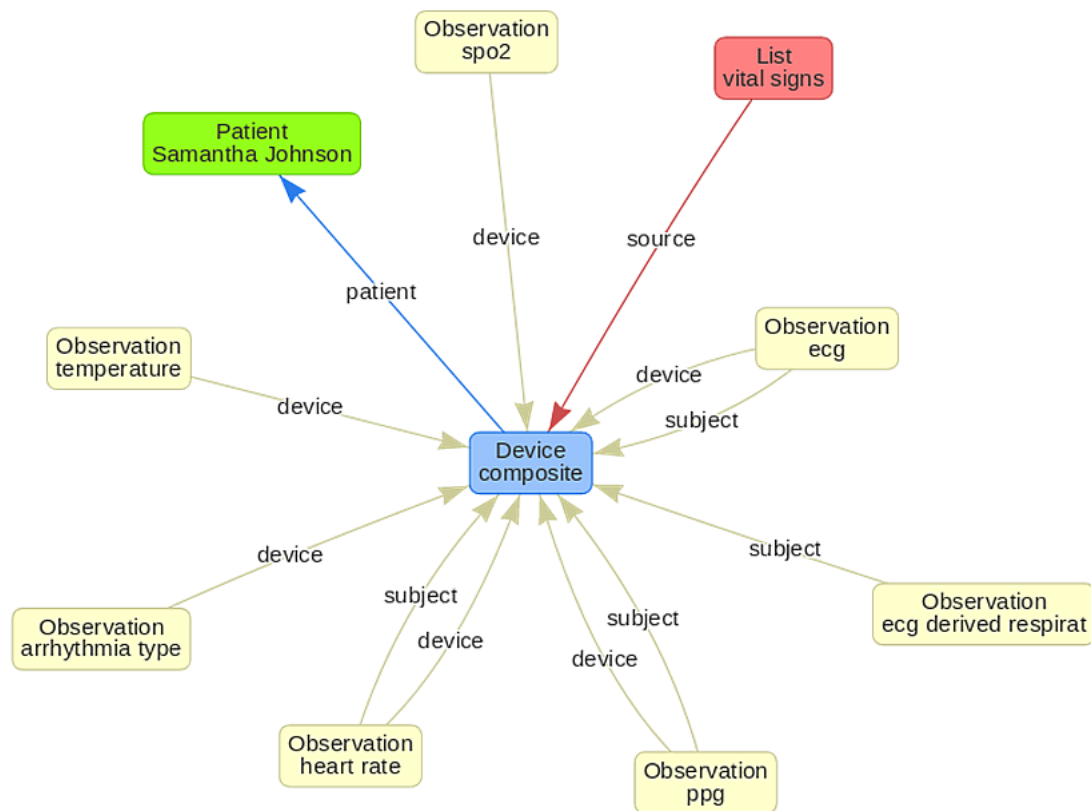 Observation
spo2
List
vital signs
Patient
Samantha Johnson
device
source
patient
Observation
ecg
Observation
temperature
device
device
subject
Device
composite
device
subject
subject
Observation
ecg derived respirat
subject
Observation
arrhythmia type
device
device
Observation
heart rate
Observation
ppg